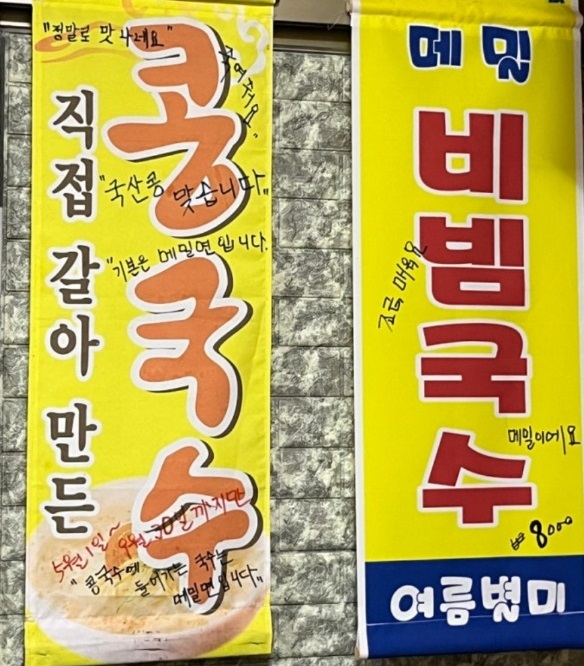 "정말로 맛나네요"
콩국수
직접 갈아 만든
"국산콩 맞습니다"
"기본은 메밀면 입니다.
5월 1일~ 9월 30일까지만
"콩국수에
들어가는 국수는
메밀면입니다"
메밀
비빔국수
조금 매워요
메밀이에요
₩ 8000
여름별미